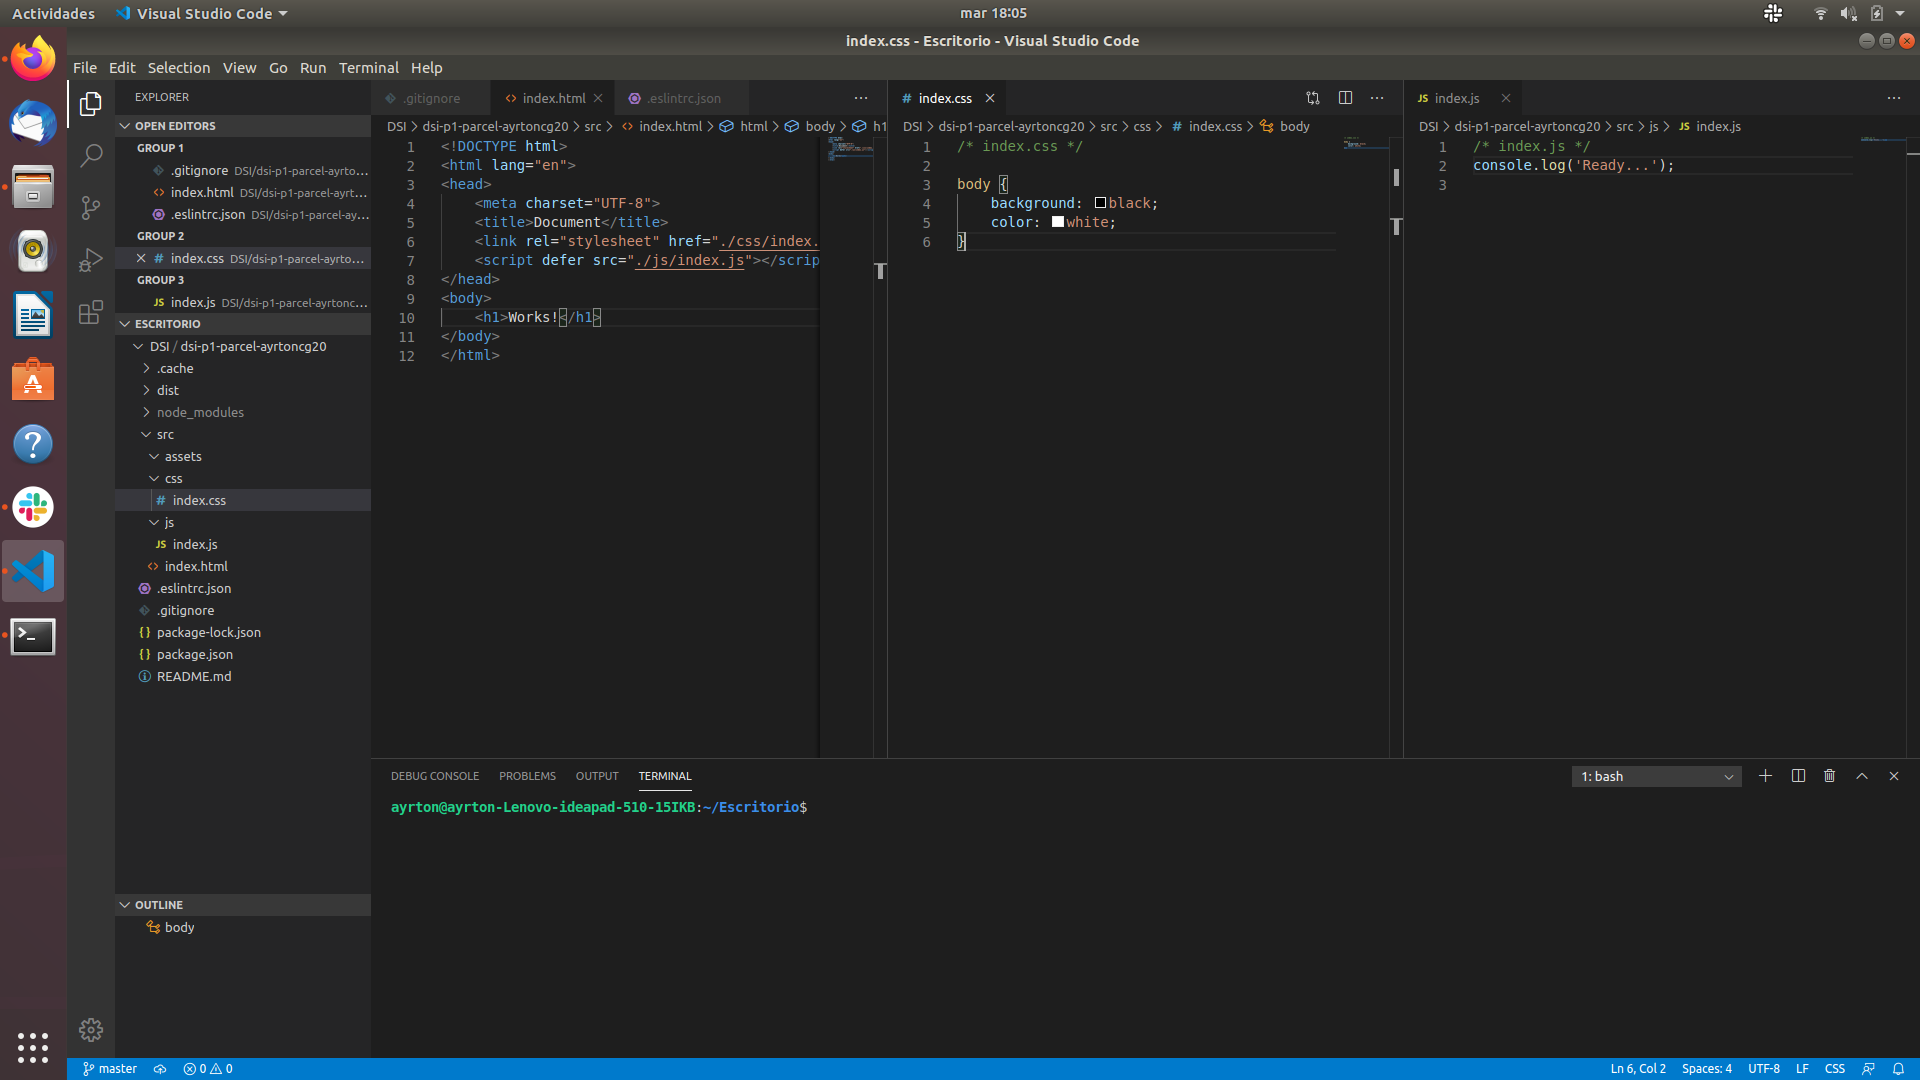 Actividades
Visual Studio Code
mar 18:05
index.css - Escritorio - Visual Studio Code
File Edit Selection View Go Run Terminal Help
EXPLORER
OPEN EDITORS
GROUP 1
.gitignore DSI/dsi-p1-parcel-ayrto...
index.html DSI/dsi-p1-parcel-ayrt...
.eslintrc.json DSI/dsi-p1-parcel-ay...
GROUP 2
# index.css DSI/dsi-p1-parcel-ayrto...
GROUP 3
JS index.js DSI/dsi-p1-parcel-ayrtonc...
ESCRITORIO
DSI / dsi-p1-parcel-ayrtoncg20
.cache
dist
node_modules
src
assets
css
# index.css
js
JS index.js
<> index.html
.eslintrc.json
.gitignore
{} package-lock.json
{} package.json
README.md
OUTLINE
body
.gitignore
<> index.html
.eslintrc.json
...
DSI > dsi-p1-parcel-ayrtoncg20 > src > <> index.html > html > body > h1
1 <!DOCTYPE html>
2 <html lang="en">
3 <head>
4     <meta charset="UTF-8">
5     <title>Document</title>
6     <link rel="stylesheet" href="./css/index.
7     <script defer src="./js/index.js"></scrip
8 </head>
9 <body>
10     <h1>Works!</h1>
11 </body>
12 </html>
# index.css
...
DSI > dsi-p1-parcel-ayrtoncg20 > src > css > # index.css > body
1 /* index.css */
2
3 body {
4     background: black;
5     color: white;
6 }
JS index.js
...
DSI > dsi-p1-parcel-ayrtoncg20 > src > js > JS index.js
1 /* index.js */
2 console.log('Ready...');
3
DEBUG CONSOLE PROBLEMS OUTPUT TERMINAL
1: bash
ayrton@ayrton-Lenovo-ideapad-510-15IKB:~/Escritorio$
master 0 0
Ln 6, Col 2 Spaces: 4 UTF-8 LF CSS